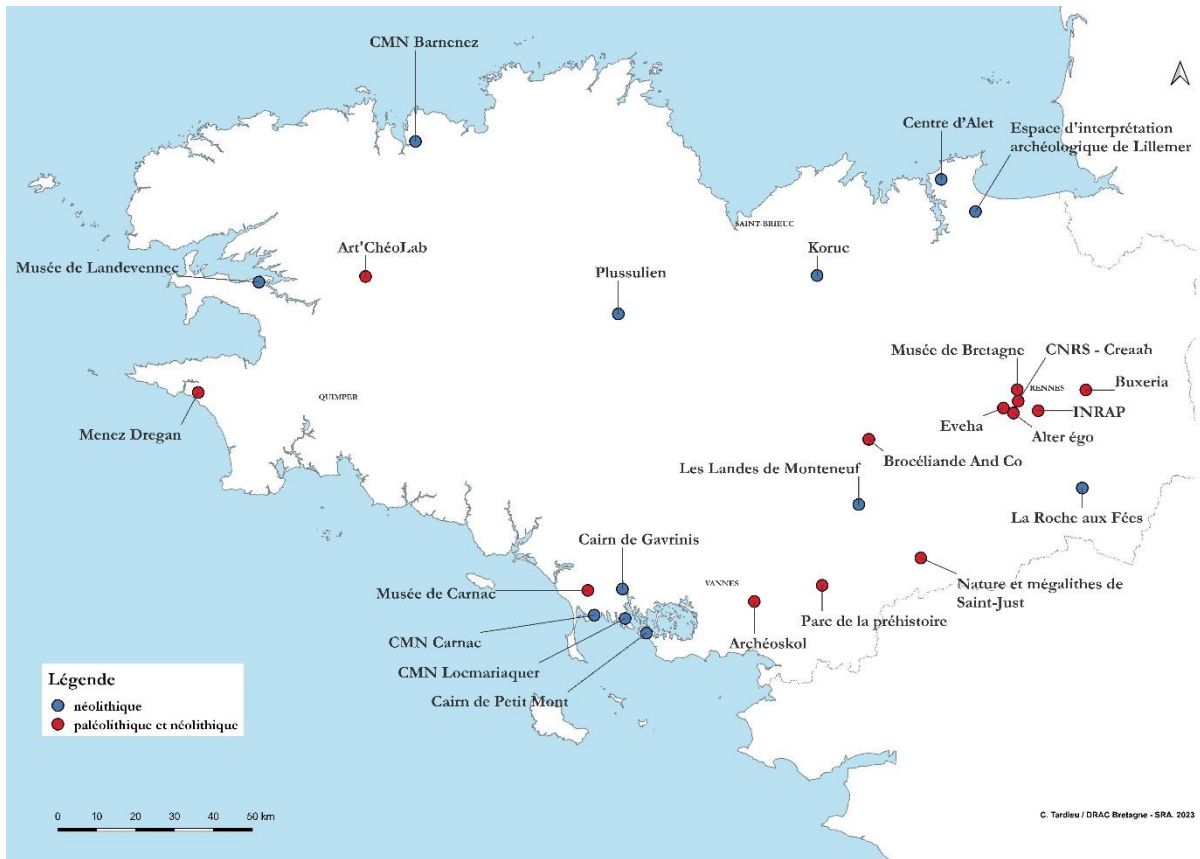 CMN Barnenez
Centre d'Alet
Espace d'interprétation
archéologique de Lillemer
SAINT-BRIEUC
Art'ChéoLab
Koruc
Musée de Landevennec
Plussulien
Musée de Bretagne
CNRS - Creaah
RENNES
Buxeria
QUIMPER
INRAP
Eveha
Menez Dregan
Alter égo
Brocéliande And Co
Les Landes de Monteneuf
La Roche aux Fées
Cairn de Gavrinis
VANNES
Nature et mégalithes de
Saint-Just
Musée de Carnac
Parc de la préhistoire
CMN Carnac
Archéoskol
CMN Locmariaquer
Cairn de Petit Mont
Légende
néolithique
paléolithique et néolithique
0 10 20 30 40 50 km
C. Tardieu / DRAC Bretagne - SRA. 2023